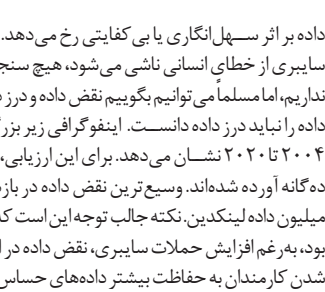 داده بر اثر ســهل‌انگاری یا بی‌کفایتی رخ می‌دهد.
سایبری از خطای انسانی ناشی می‌شود، هیچ سنج
نداریم، اما مسلماً می‌توانیم بگوییم نقض داده و درز د
داده را نباید درز داده دانســت. اینفوگرافی زیر بزرگ
۲۰۰۴ تا ۲۰۲۰ نشــان می‌دهد. برای این ارزیابی،
ده‌گانه آورده شده‌اند. وسیع‌ترین نقض داده در باز
میلیون داده لینکدین. نکته جالب توجه این است که
بود، به‌رغم افزایش حملات سایبری، نقض داده در ا
شدن کارمندان به حفاظت بیشتر داده‌های حساس